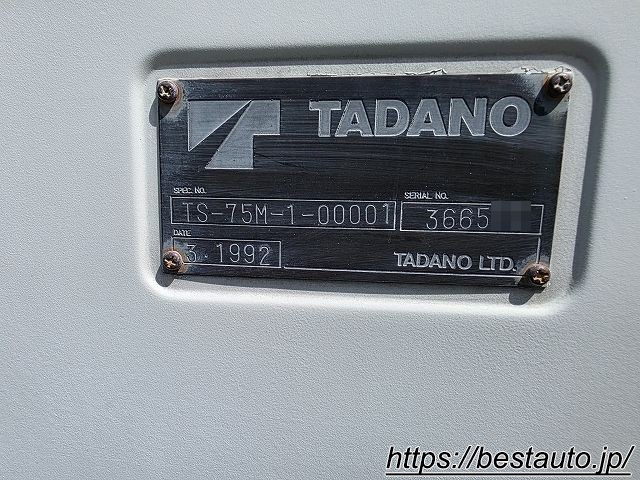 TADANO
SPEC. NO.
SERIAL NO.
TS-75M-1-00001
3665
DATE
3. 1992
TADANO LTD.
https://bestauto.jp/